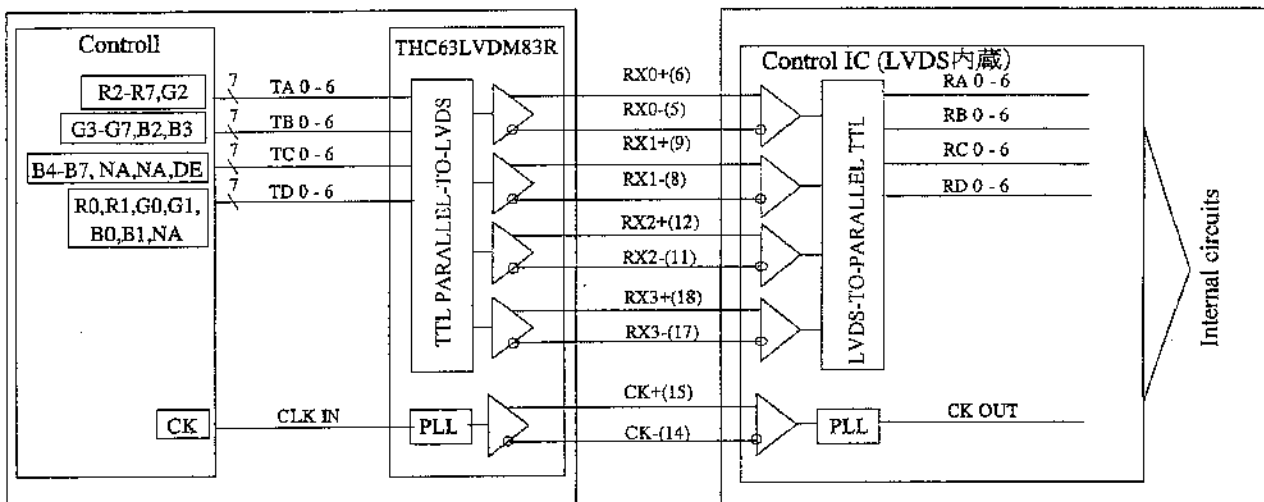 Controll
R2-R7,G2
G3-G7,B2,B3
B4-B7, NA,NA,DE
R0,R1,G0,G1,
B0,B1,NA
CK
7
TA 0 - 6
7
TB 0 - 6
7
TC 0 - 6
7
TD 0 - 6
CLK IN
THC63LVDM83R
TTL PARALLEL-TO-LVDS
PLL
RX0+(6)
RX0-(5)
RX1+(9)
RX1-(8)
RX2+(12)
RX2-(11)
RX3+(18)
RX3-(17)
CK+(15)
CK-(14)
Control IC (LVDS内蔵)
LVDS-TO-PARALLEL TTL
PLL
RA 0 - 6
RB 0 - 6
RC 0 - 6
RD 0 - 6
CK OUT
Internal circuits